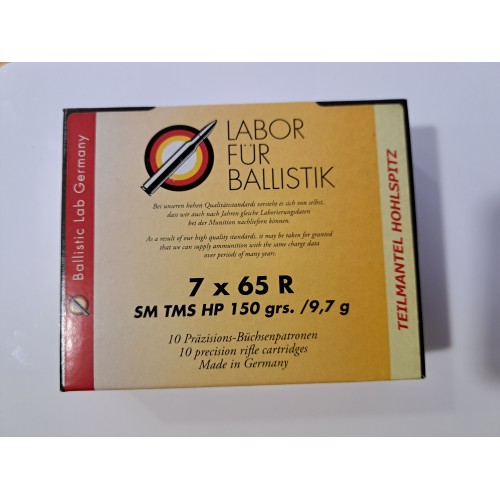 Ballistic Lab Germany
LABOR
FÜR
BALLISTIK
Bei unseren hohen Qualitätsstandards versteht es sich von selbst,
dass wir auch nach Jahren gleiche Laborierungsdaten
bei der Munition nachliefern können.
As a result of our high quality standards, it may be taken for granted
that we can supply ammunition with the same charge data
over periods of many years.
7 x 65 R
SM TMS HP 150 grs. /9,7 g
10 Präzisions-Büchsenpatronen
10 precision rifle cartridges
Made in Germany
TEILMANTEL HOHLSPITZ